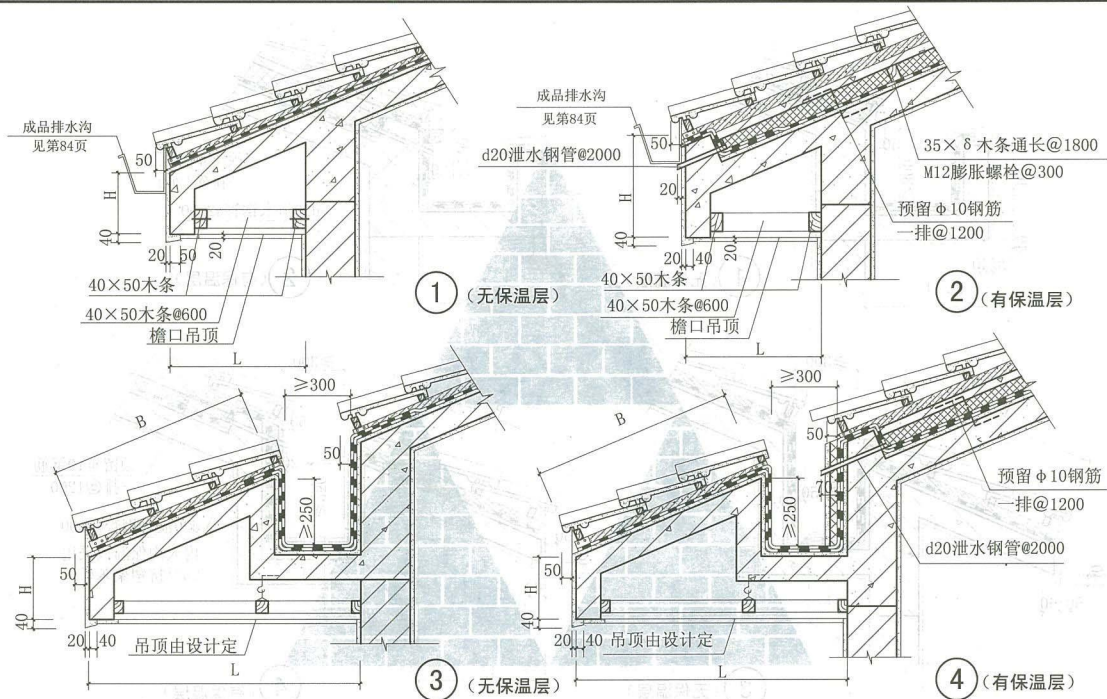 成品排水沟
见第84页
50
H
40
20
50
20
40×50木条
40×50木条@600
檐口吊顶
L
① (无保温层)
成品排水沟
见第84页
50
d20泄水钢管@2000
H
20
40
20
40
20
40×50木条
40×50木条@600
檐口吊顶
L
35×δ木条通长@1800
M12膨胀螺栓@300
预留φ10钢筋
一排@1200
② (有保温层)
B
≥300
50
≥250
50
H
40
20
40
吊顶由设计定
L
③ (无保温层)
B
≥300
50
70
≥250
50
H
40
20
40
吊顶由设计定
L
预留φ10钢筋
一排@1200
d20泄水钢管@2000
④ (有保温层)